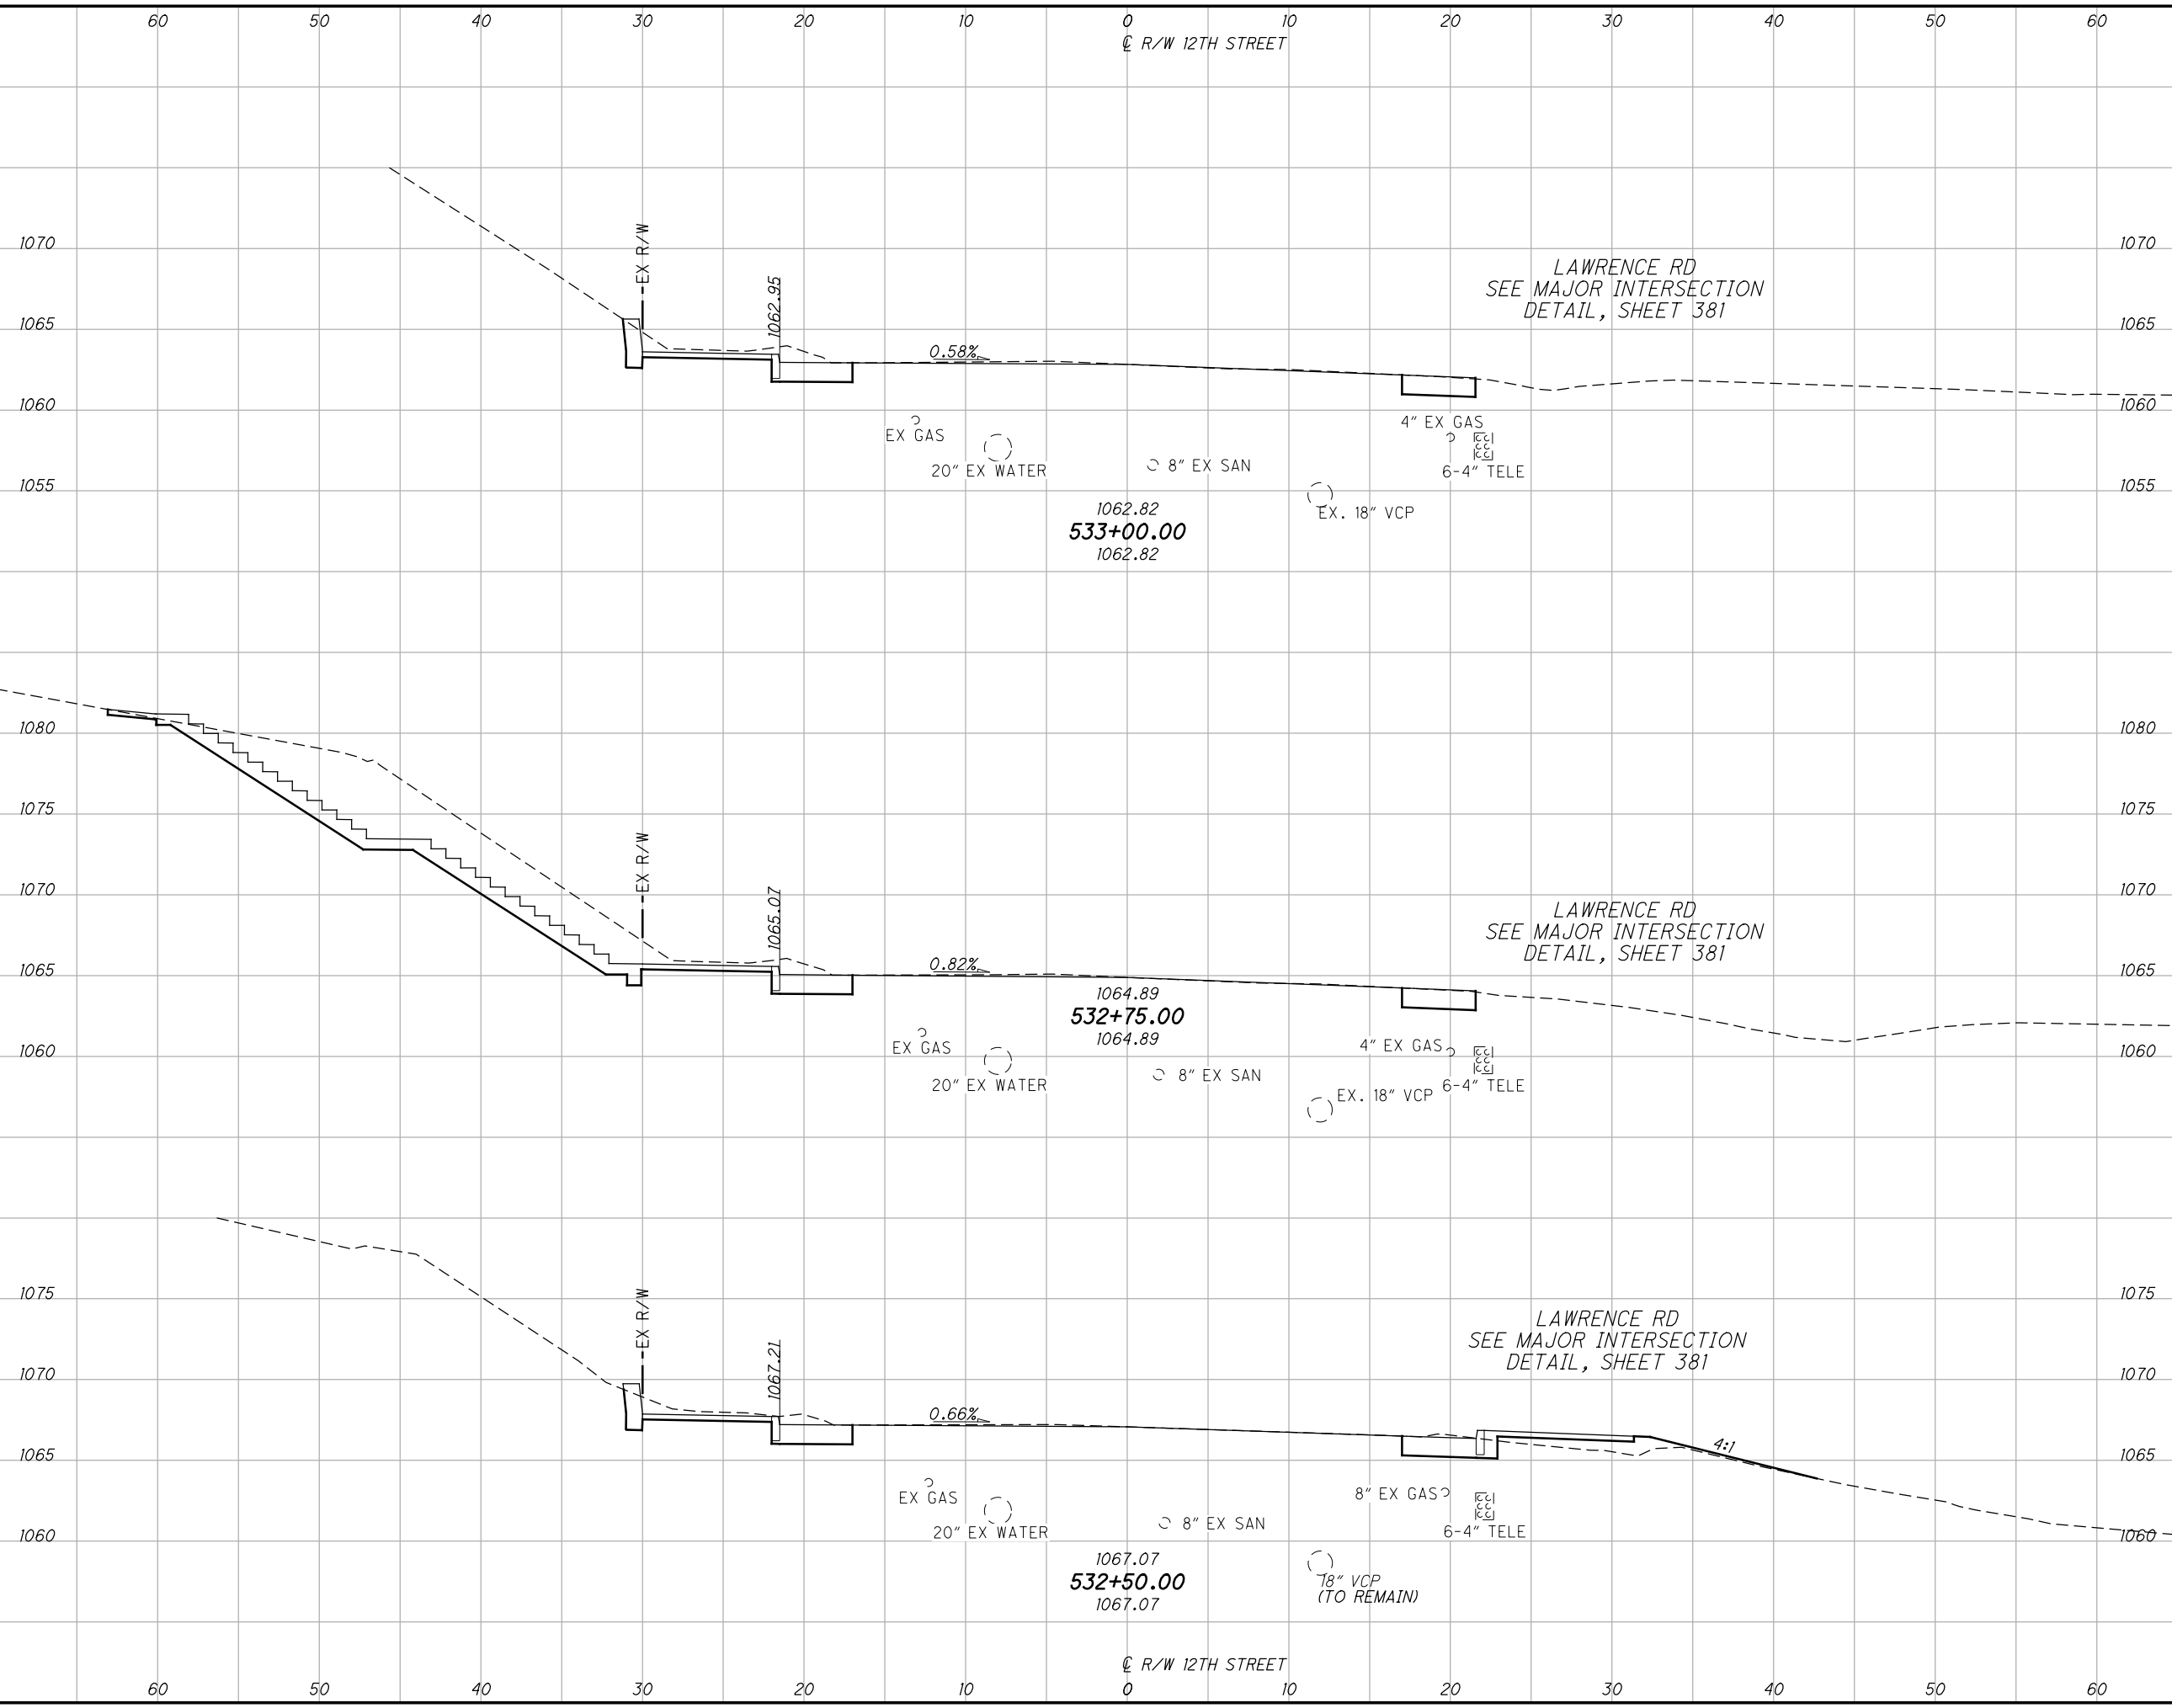 60 50 40 30 20 10 0 10 20 30 40 50 60
℄ R/W 12TH STREET
1070 1070
EX R/W
1062.95
LAWRENCE RD
SEE MAJOR INTERSECTION
DETAIL, SHEET 381
1065 1065
0.58%
1060 1060
EX GAS
20" EX WATER
8" EX SAN
4" EX GAS
6-4" TELE
EX. 18" VCP
1055 1055
1062.82
533+00.00
1062.82
1080 1080
1075 1075
EX R/W
1065.07
1070 1070
LAWRENCE RD
SEE MAJOR INTERSECTION
DETAIL, SHEET 381
1065 1065
0.82%
1064.89
532+75.00
1064.89
1060 1060
EX GAS
20" EX WATER
8" EX SAN
4" EX GAS
6-4" TELE
EX. 18" VCP
1075 1075
EX R/W
1067.21
LAWRENCE RD
SEE MAJOR INTERSECTION
DETAIL, SHEET 381
1070 1070
0.66%
4:1
1065 1065
EX GAS
20" EX WATER
8" EX SAN
8" EX GAS
6-4" TELE
1060 1060
1067.07
532+50.00
1067.07
18" VCP
(TO REMAIN)
℄ R/W 12TH STREET
60 50 40 30 20 10 0 10 20 30 40 50 60